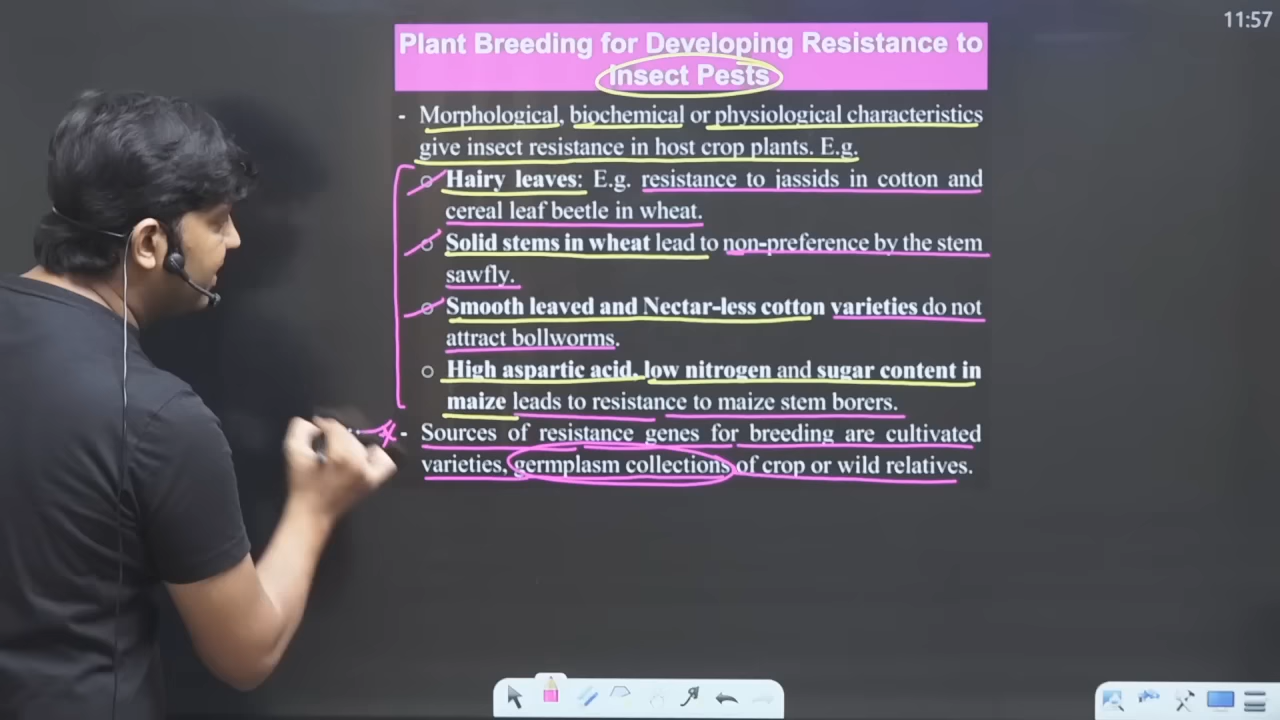 11:57
Plant Breeding for Developing Resistance to
Insect Pests
- Morphological, biochemical or physiological characteristics
give insect resistance in host crop plants. E.g.
○ Hairy leaves: E.g. resistance to jassids in cotton and
cereal leaf beetle in wheat.
○ Solid stems in wheat lead to non-preference by the stem
sawfly.
○ Smooth leaved and Nectar-less cotton varieties do not
attract bollworms.
○ High aspartic acid, low nitrogen and sugar content in
maize leads to resistance to maize stem borers.
- Sources of resistance genes for breeding are cultivated
varieties, germplasm collections of crop or wild relatives.